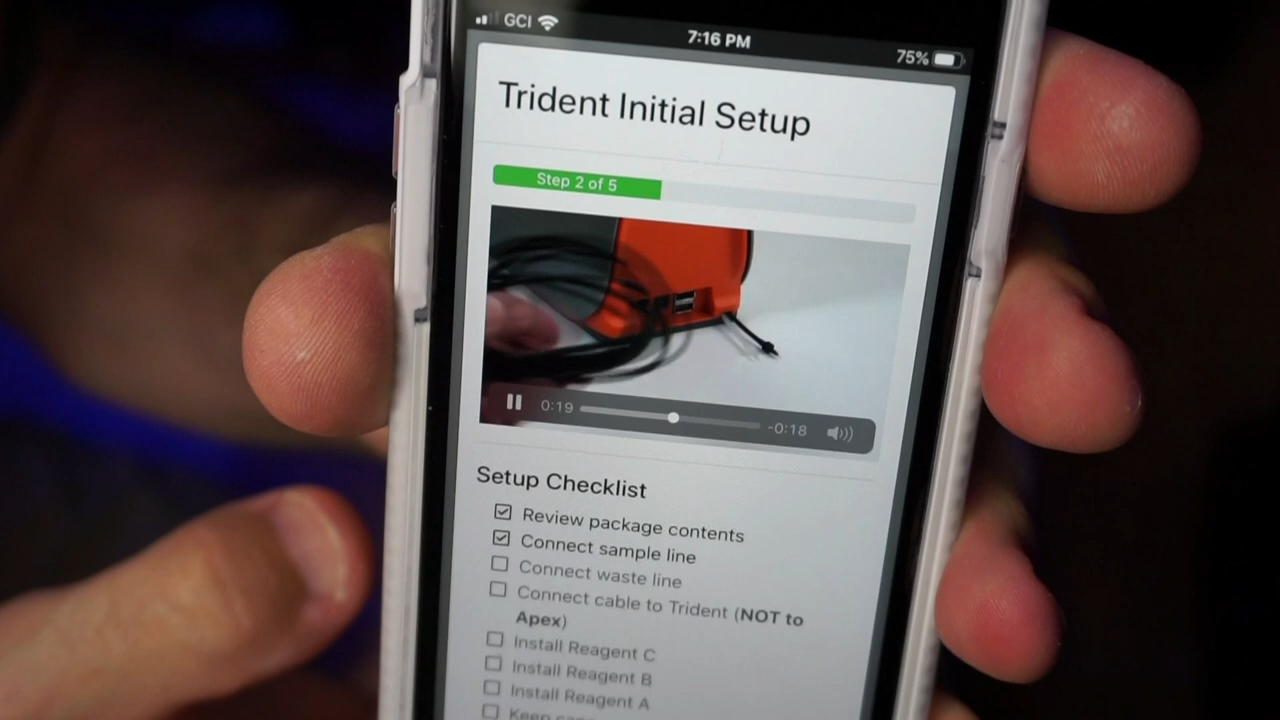 GCI
7:16 PM
75%
Trident Initial Setup
Step 2 of 5
0:19
-0:18
Setup Checklist
Review package contents
Connect sample line
Connect waste line
Connect cable to Trident (NOT to
Apex)
Install Reagent C
Install Reagent B
Install Reagent A
Keep